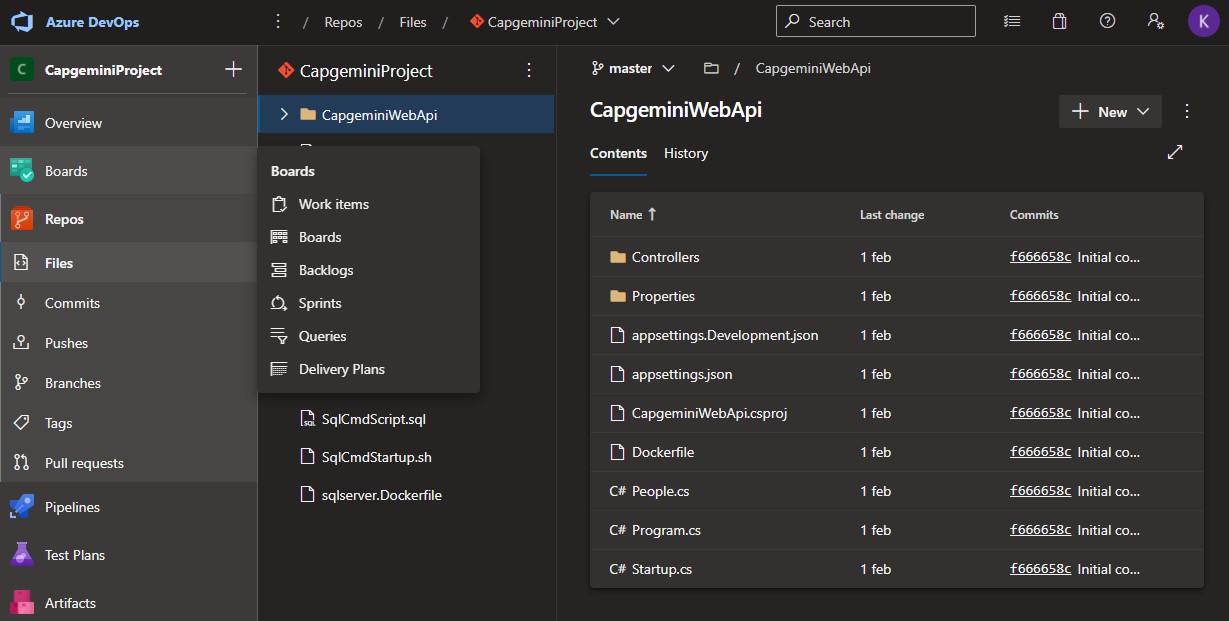 Azure DevOps
/ Repos / Files / CapgeminiProject
Search
K
C CapgeminiProject
Overview
Boards
Repos
Files
Commits
Pushes
Branches
Tags
Pull requests
Pipelines
Test Plans
Artifacts
CapgeminiProject
CapgeminiWebApi
Boards
Work items
Boards
Backlogs
Sprints
Queries
Delivery Plans
SqlCmdScript.sql
SqlCmdStartup.sh
sqlserver.Dockerfile
master / CapgeminiWebApi
CapgeminiWebApi
New
Contents History
Name Last change Commits
Controllers 1 feb f666658c Initial co...
Properties 1 feb f666658c Initial co...
appsettings.Development.json 1 feb f666658c Initial co...
appsettings.json 1 feb f666658c Initial co...
CapgeminiWebApi.csproj 1 feb f666658c Initial co...
Dockerfile 1 feb f666658c Initial co...
C# People.cs 1 feb f666658c Initial co...
C# Program.cs 1 feb f666658c Initial co...
C# Startup.cs 1 feb f666658c Initial co...